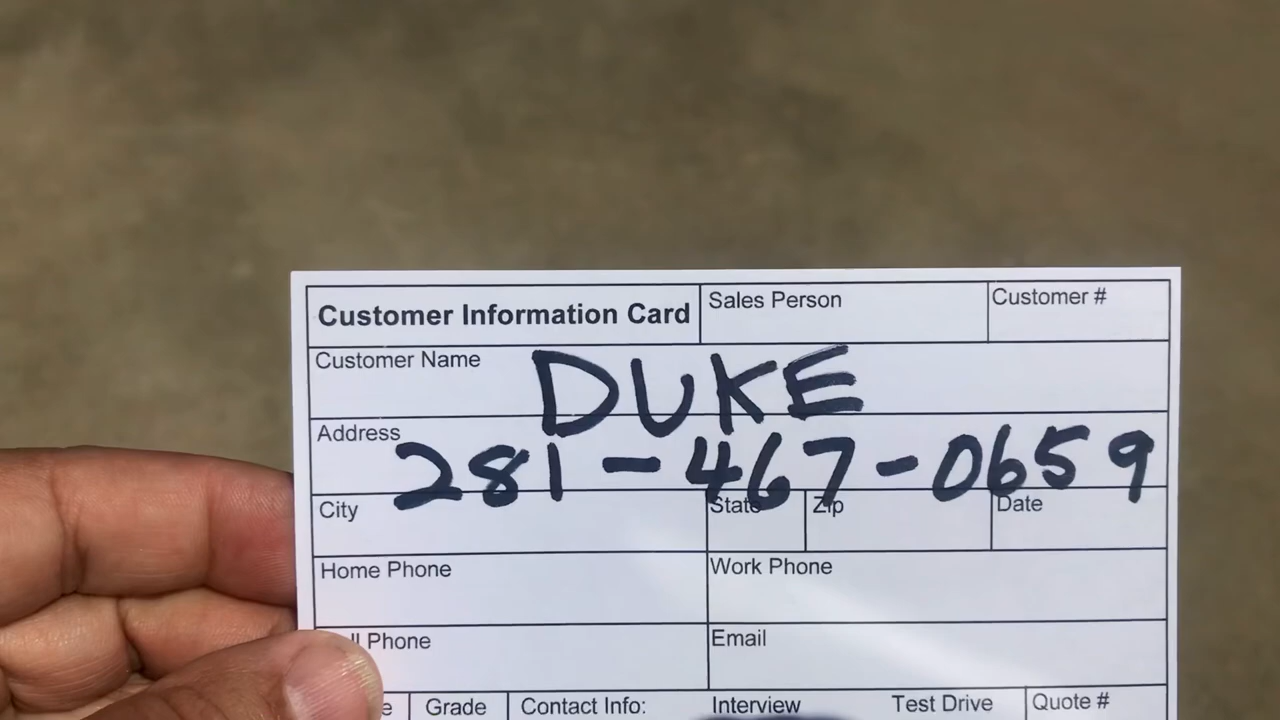 Customer Information Card Sales Person Customer #
Customer Name DUKE
Address 281-467-0659
City State Zip Date
Home Phone Work Phone
Phone Email
Grade Contact Info: Interview Test Drive Quote #